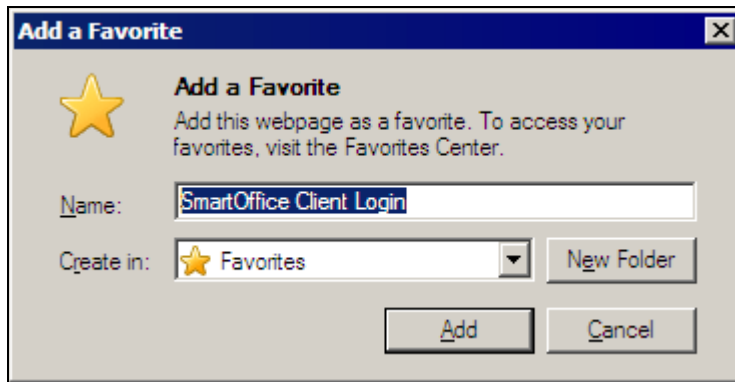 Add a Favorite
Add a Favorite
Add this webpage as a favorite. To access your
favorites, visit the Favorites Center.
Name: SmartOffice Client Login
Create in: Favorites New Folder
Add Cancel